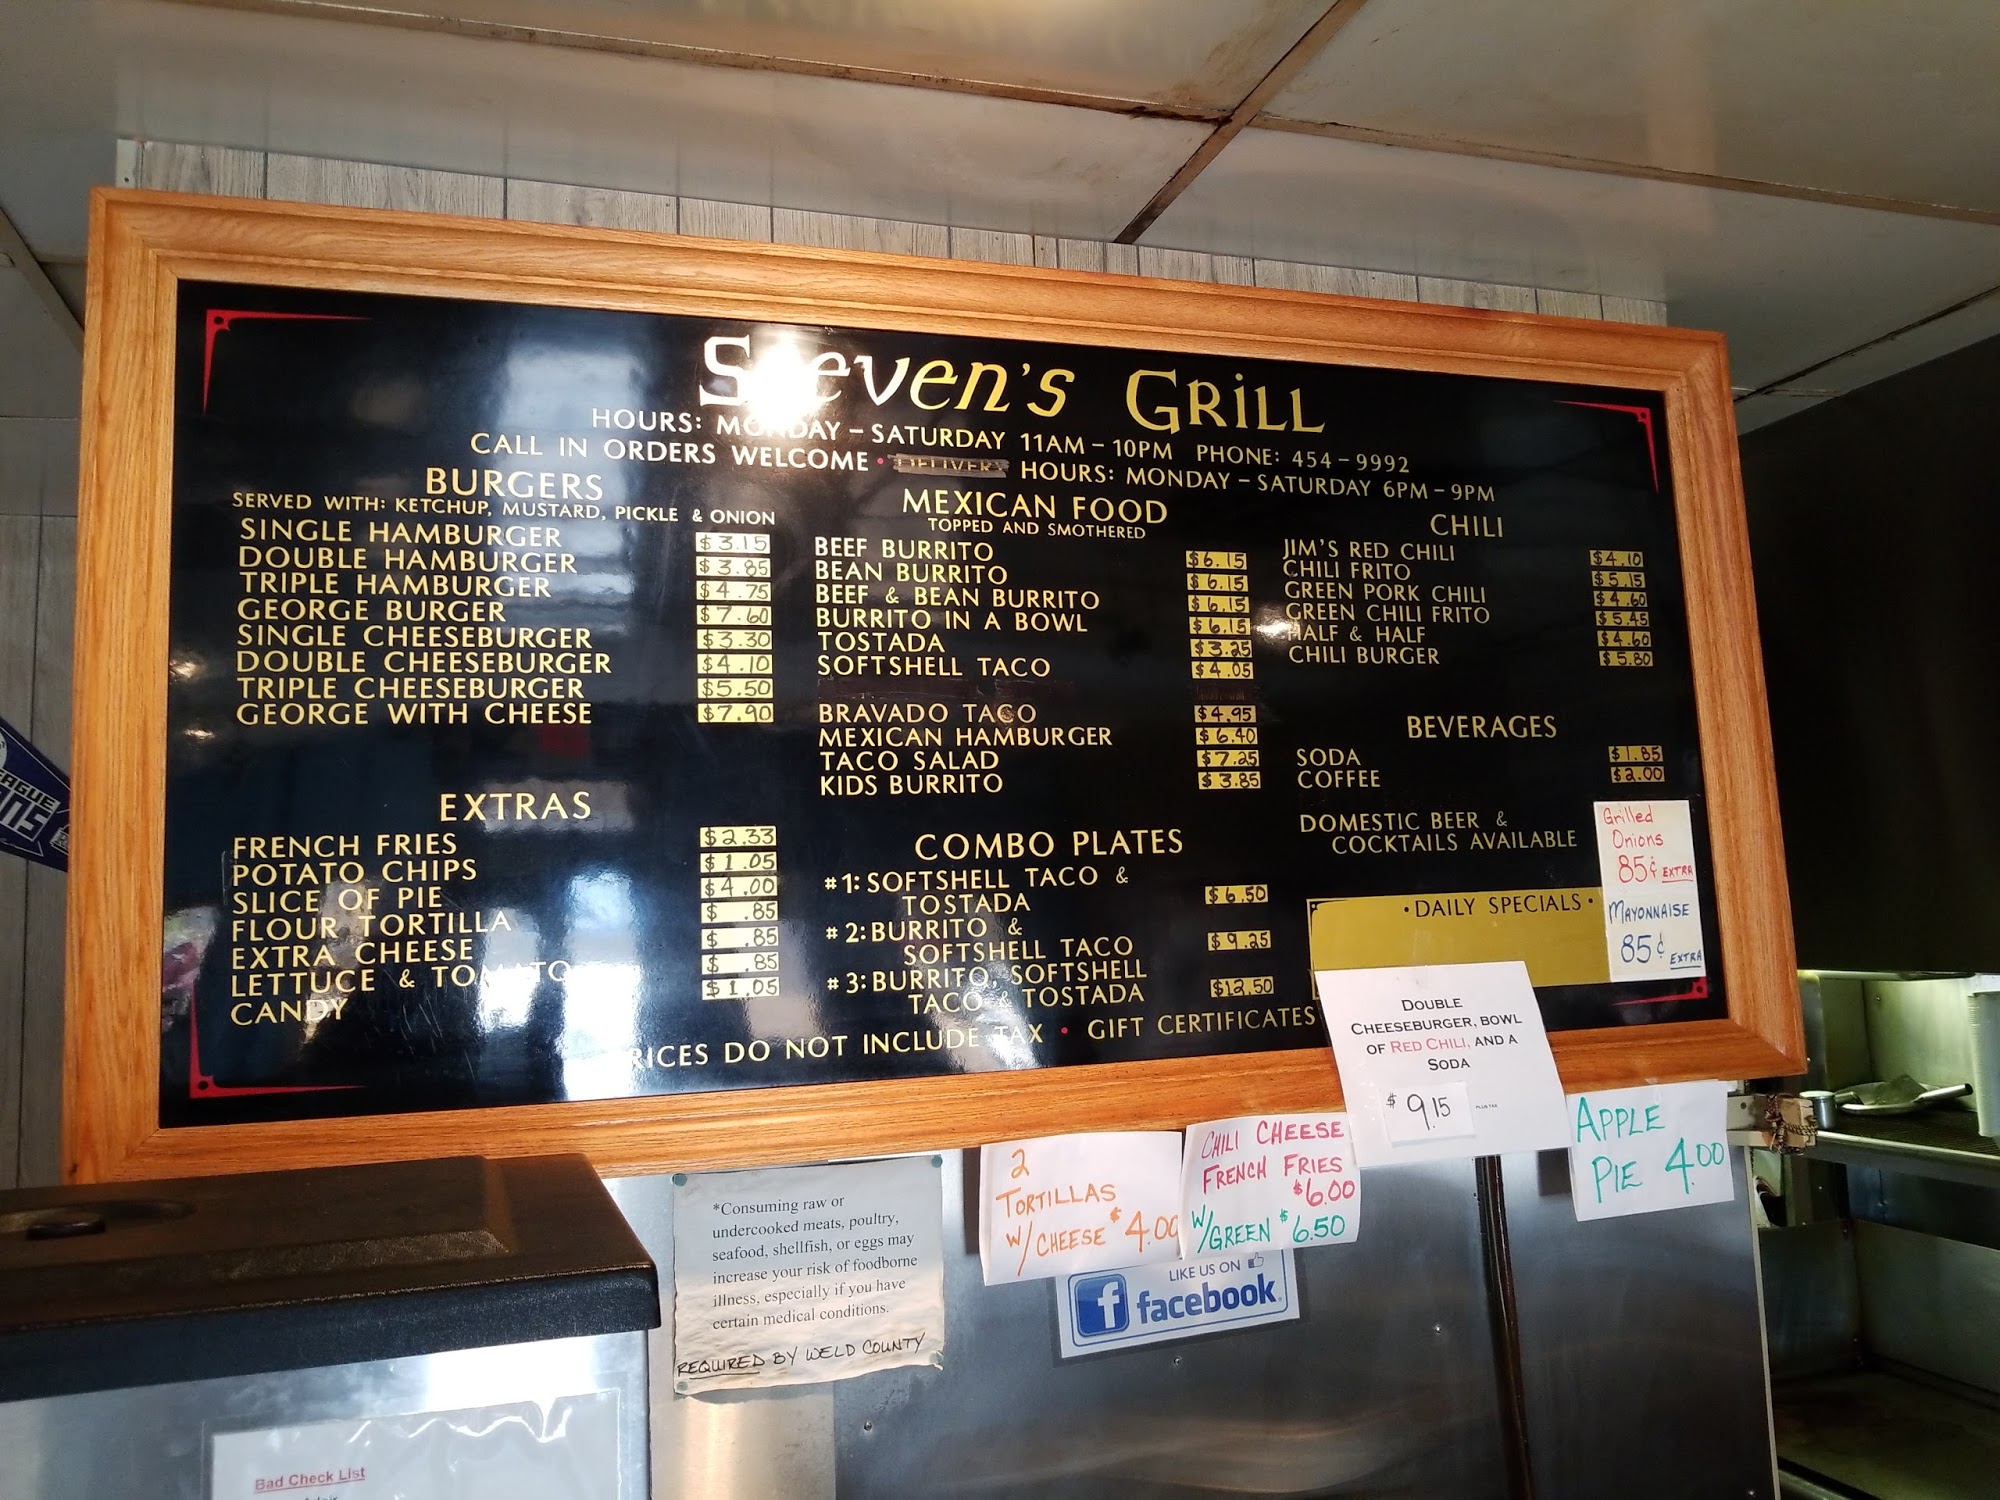 Steven's Grill
HOURS: MONDAY – SATURDAY 11AM – 10PM PHONE: 454 – 9992
CALL IN ORDERS WELCOME • DELIVERY HOURS: MONDAY – SATURDAY 6PM – 9PM
BURGERS
SERVED WITH: KETCHUP, MUSTARD, PICKLE & ONION
SINGLE HAMBURGER $3.15
DOUBLE HAMBURGER $3.85
TRIPLE HAMBURGER $4.75
GEORGE BURGER $7.60
SINGLE CHEESEBURGER $3.30
DOUBLE CHEESEBURGER $4.10
TRIPLE CHEESEBURGER $5.50
GEORGE WITH CHEESE $7.90
EXTRAS
FRENCH FRIES $2.33
POTATO CHIPS $1.05
SLICE OF PIE $4.00
FLOUR TORTILLA $ .85
EXTRA CHEESE $ .85
LETTUCE & TOMATO $ .85
CANDY $1.05
MEXICAN FOOD
TOPPED AND SMOTHERED
BEEF BURRITO $6.15
BEAN BURRITO $6.15
BEEF & BEAN BURRITO $6.15
BURRITO IN A BOWL $6.15
TOSTADA $3.25
SOFTSHELL TACO $4.05
BRAVADO TACO $4.95
MEXICAN HAMBURGER $6.40
TACO SALAD $7.25
KIDS BURRITO $3.85
COMBO PLATES
#1: SOFTSHELL TACO &
TOSTADA $6.50
#2: BURRITO &
SOFTSHELL TACO $9.25
#3: BURRITO, SOFTSHELL
TACO & TOSTADA $12.50
CHILI
JIM'S RED CHILI $4.10
CHILI FRITO $5.15
GREEN PORK CHILI $4.60
GREEN CHILI FRITO $5.45
HALF & HALF $4.60
CHILI BURGER $5.80
BEVERAGES
SODA $1.85
COFFEE $2.00
DOMESTIC BEER &
COCKTAILS AVAILABLE
• DAILY SPECIALS •
PRICES DO NOT INCLUDE TAX • GIFT CERTIFICATES
Grilled
Onions
85¢ EXTRA
MAYONNAISE
85¢ EXTRA
DOUBLE
CHEESEBURGER, BOWL
OF RED CHILI, AND A
SODA
$9.15 PLUS TAX
2
TORTILLAS
W/CHEESE $4.00
CHILI CHEESE
FRENCH FRIES
$6.00
W/GREEN $6.50
APPLE
PIE 4.00
*Consuming raw or
undercooked meats, poultry,
seafood, shellfish, or eggs may
increase your risk of foodborne
illness, especially if you have
certain medical conditions.
REQUIRED BY WELD COUNTY
LIKE US ON
facebook
Bad Check List